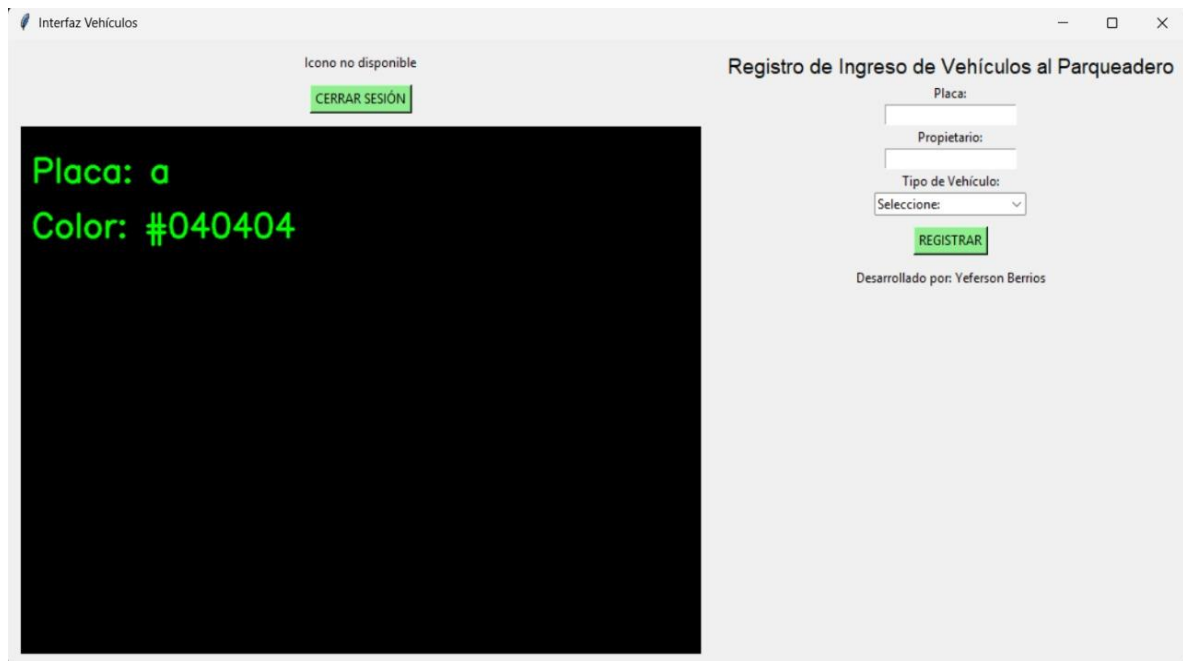 Interfaz Vehículos
Icono no disponible
CERRAR SESIÓN
Placa: a
Color: #040404
Registro de Ingreso de Vehículos al Parqueadero
Placa:
Propietario:
Tipo de Vehículo:
Seleccione:
REGISTRAR
Desarrollado por: Yeferson Berrios